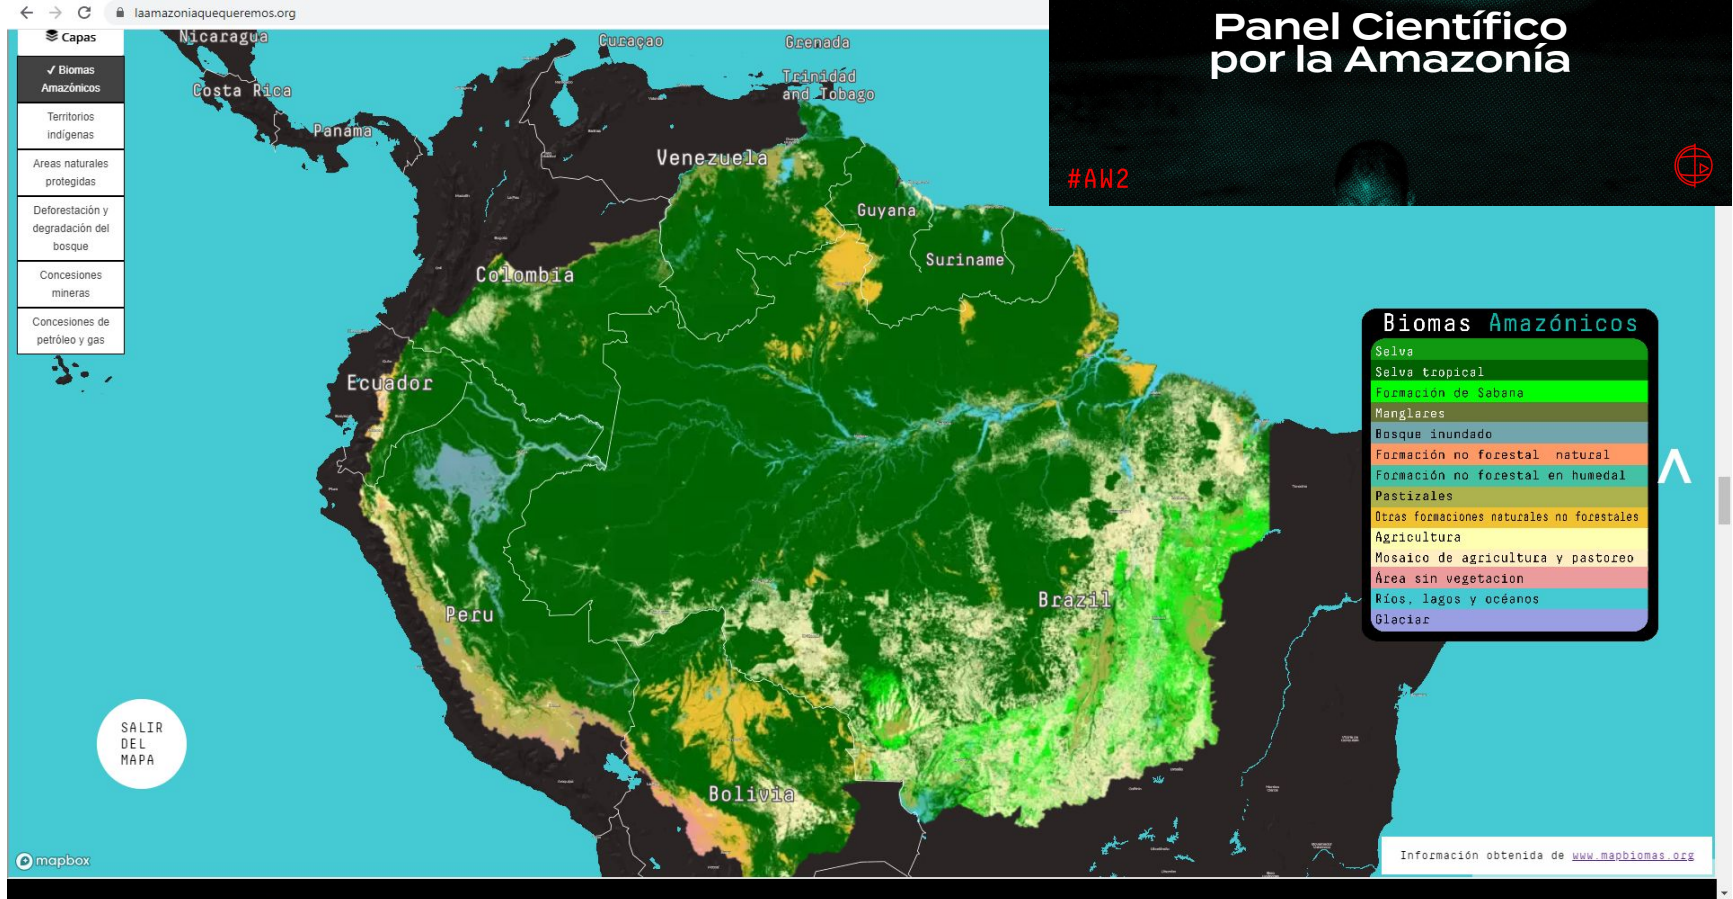 laamazoniaquequeremos.org
Panel Científico
por la Amazonía
#AW2
Capas
✓ Biomas
Amazónicos
Territorios
indígenas
Areas naturales
protegidas
Deforestación y
degradación del
bosque
Concesiones
mineras
Concesiones de
petróleo y gas
Nicaragua
Costa Rica
Panama
Curaçao
Grenada
Trinidad
and Tobago
Venezuela
Guyana
Suriname
Colombia
Ecuador
Peru
Brazil
Bolivia
Biomas Amazónicos
Selva
Selva tropical
Formación de Sabana
Manglares
Bosque inundado
Formación no forestal natural
Formación no forestal en humedal
Pastizales
Otras formaciones naturales no forestales
Agricultura
Mosaico de agricultura y pastoreo
Área sin vegetacion
Ríos, lagos y océanos
Glaciar
SALIR
DEL
MAPA
mapbox
Información obtenida de www.mapbiomas.org